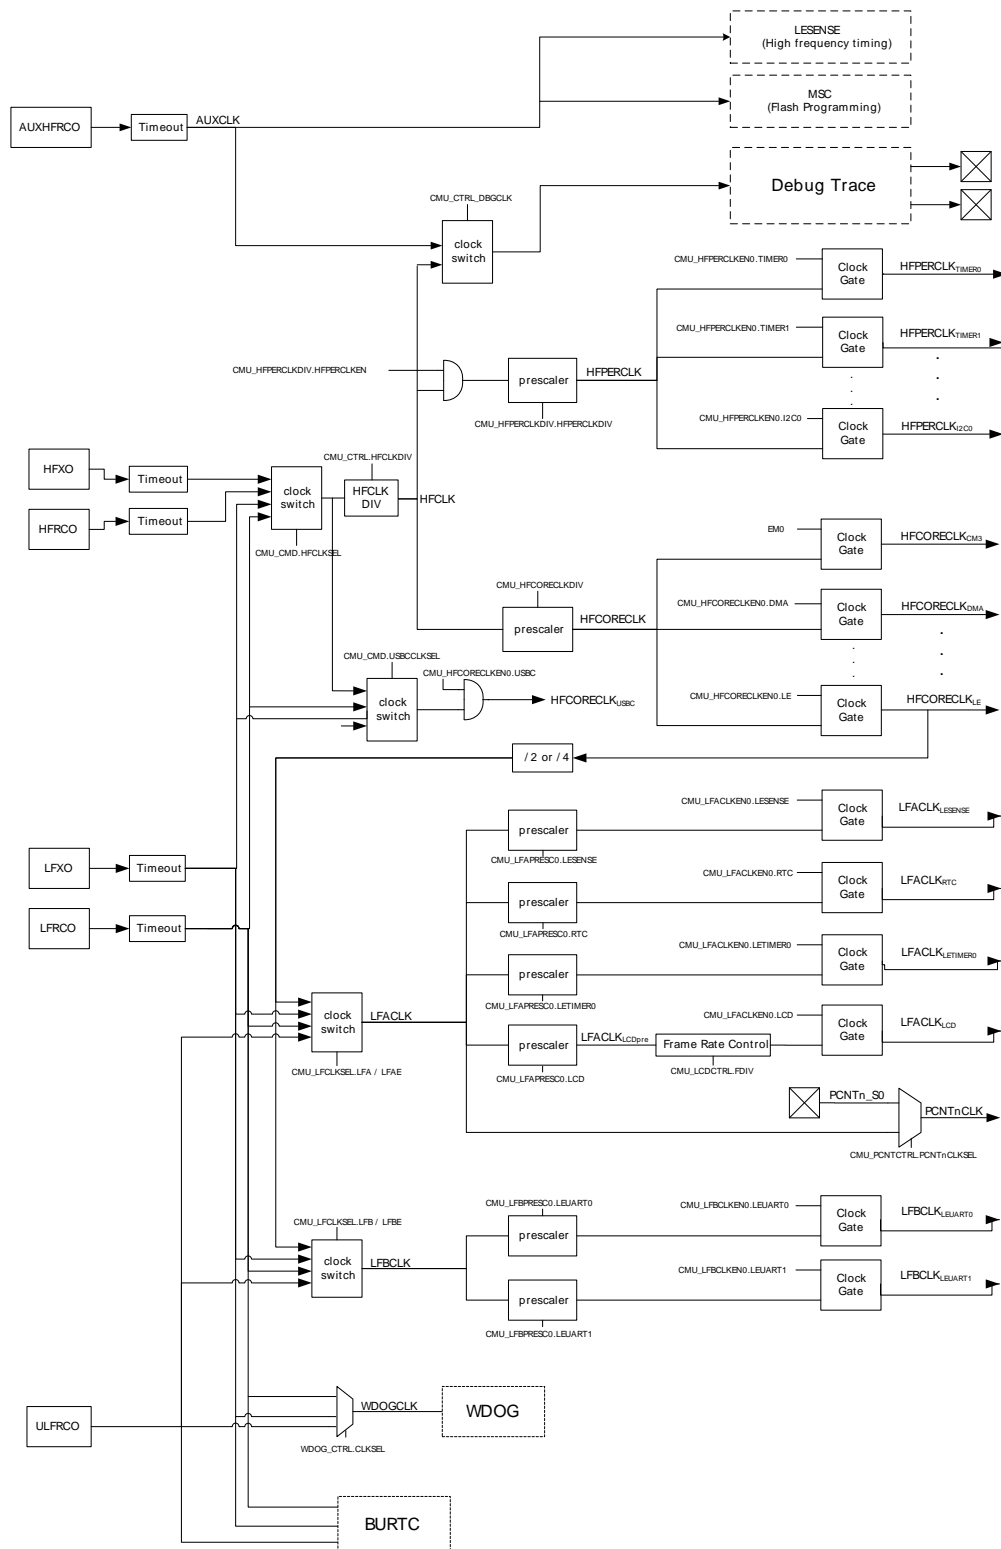 LESENSE
(High frequency timing)
MSC
(Flash Programming)
AUXHFRCO
Timeout
AUXCLK
Debug Trace
CMU_CTRL_DBGCLK
clock
switch
CMU_HFPERCLKEN0.TIMER0
Clock
Gate
HFPERCLKTIMER0
CMU_HFPERCLKEN0.TIMER1
Clock
Gate
HFPERCLKTIMER1
CMU_HFPERCLKDIV.HFPERCLKEN
prescaler
HFPERCLK
CMU_HFPERCLKDIV.HFPERCLKDIV
CMU_HFPERCLKEN0.I2C0
Clock
Gate
HFPERCLKI2C0
HFXO
Timeout
HFRCO
Timeout
clock
switch
CMU_CMD.HFCLKSEL
CMU_CTRL.HFCLKDIV
HFCLK
DIV
HFCLK
EM0
Clock
Gate
HFCORECLKCM3
CMU_HFCORECLKDIV
prescaler
HFCORECLK
CMU_HFCORECLKEN0.DMA
Clock
Gate
HFCORECLKDMA
CMU_CMD.USBCCLKSEL
CMU_HFCORECLKEN0.USBC
clock
switch
HFCORECLKUSBC
CMU_HFCORECLKEN0.LE
Clock
Gate
HFCORECLKLE
/ 2 or / 4
LFXO
Timeout
LFRCO
Timeout
prescaler
CMU_LFAPRESC0.LESENSE
CMU_LFACLKEN0.LESENSE
Clock
Gate
LFACLKLESENSE
prescaler
CMU_LFAPRESC0.RTC
CMU_LFACLKEN0.RTC
Clock
Gate
LFACLKRTC
prescaler
CMU_LFAPRESC0.LETIMER0
CMU_LFACLKEN0.LETIMER0
Clock
Gate
LFACLKLETIMER0
clock
switch
LFACLK
CMU_LFCLKSEL.LFA / LFAE
prescaler
CMU_LFAPRESC0.LCD
LFACLKLCDpre
Frame Rate Control
CMU_LCDCTRL.FDIV
CMU_LFACLKEN0.LCD
Clock
Gate
LFACLKLCD
PCNTn_S0
PCNTnCLK
CMU_PCNTCTRL.PCNTnCLKSEL
CMU_LFCLKSEL.LFB / LFBE
clock
switch
LFBCLK
CMU_LFBPRESC0.LEUART0
prescaler
CMU_LFBCLKEN0.LEUART0
Clock
Gate
LFBCLKLEUART0
prescaler
CMU_LFBPRESC0.LEUART1
CMU_LFBCLKEN0.LEUART1
Clock
Gate
LFBCLKLEUART1
ULFRCO
WDOGCLK
WDOG
WDOG_CTRL.CLKSEL
BURTC